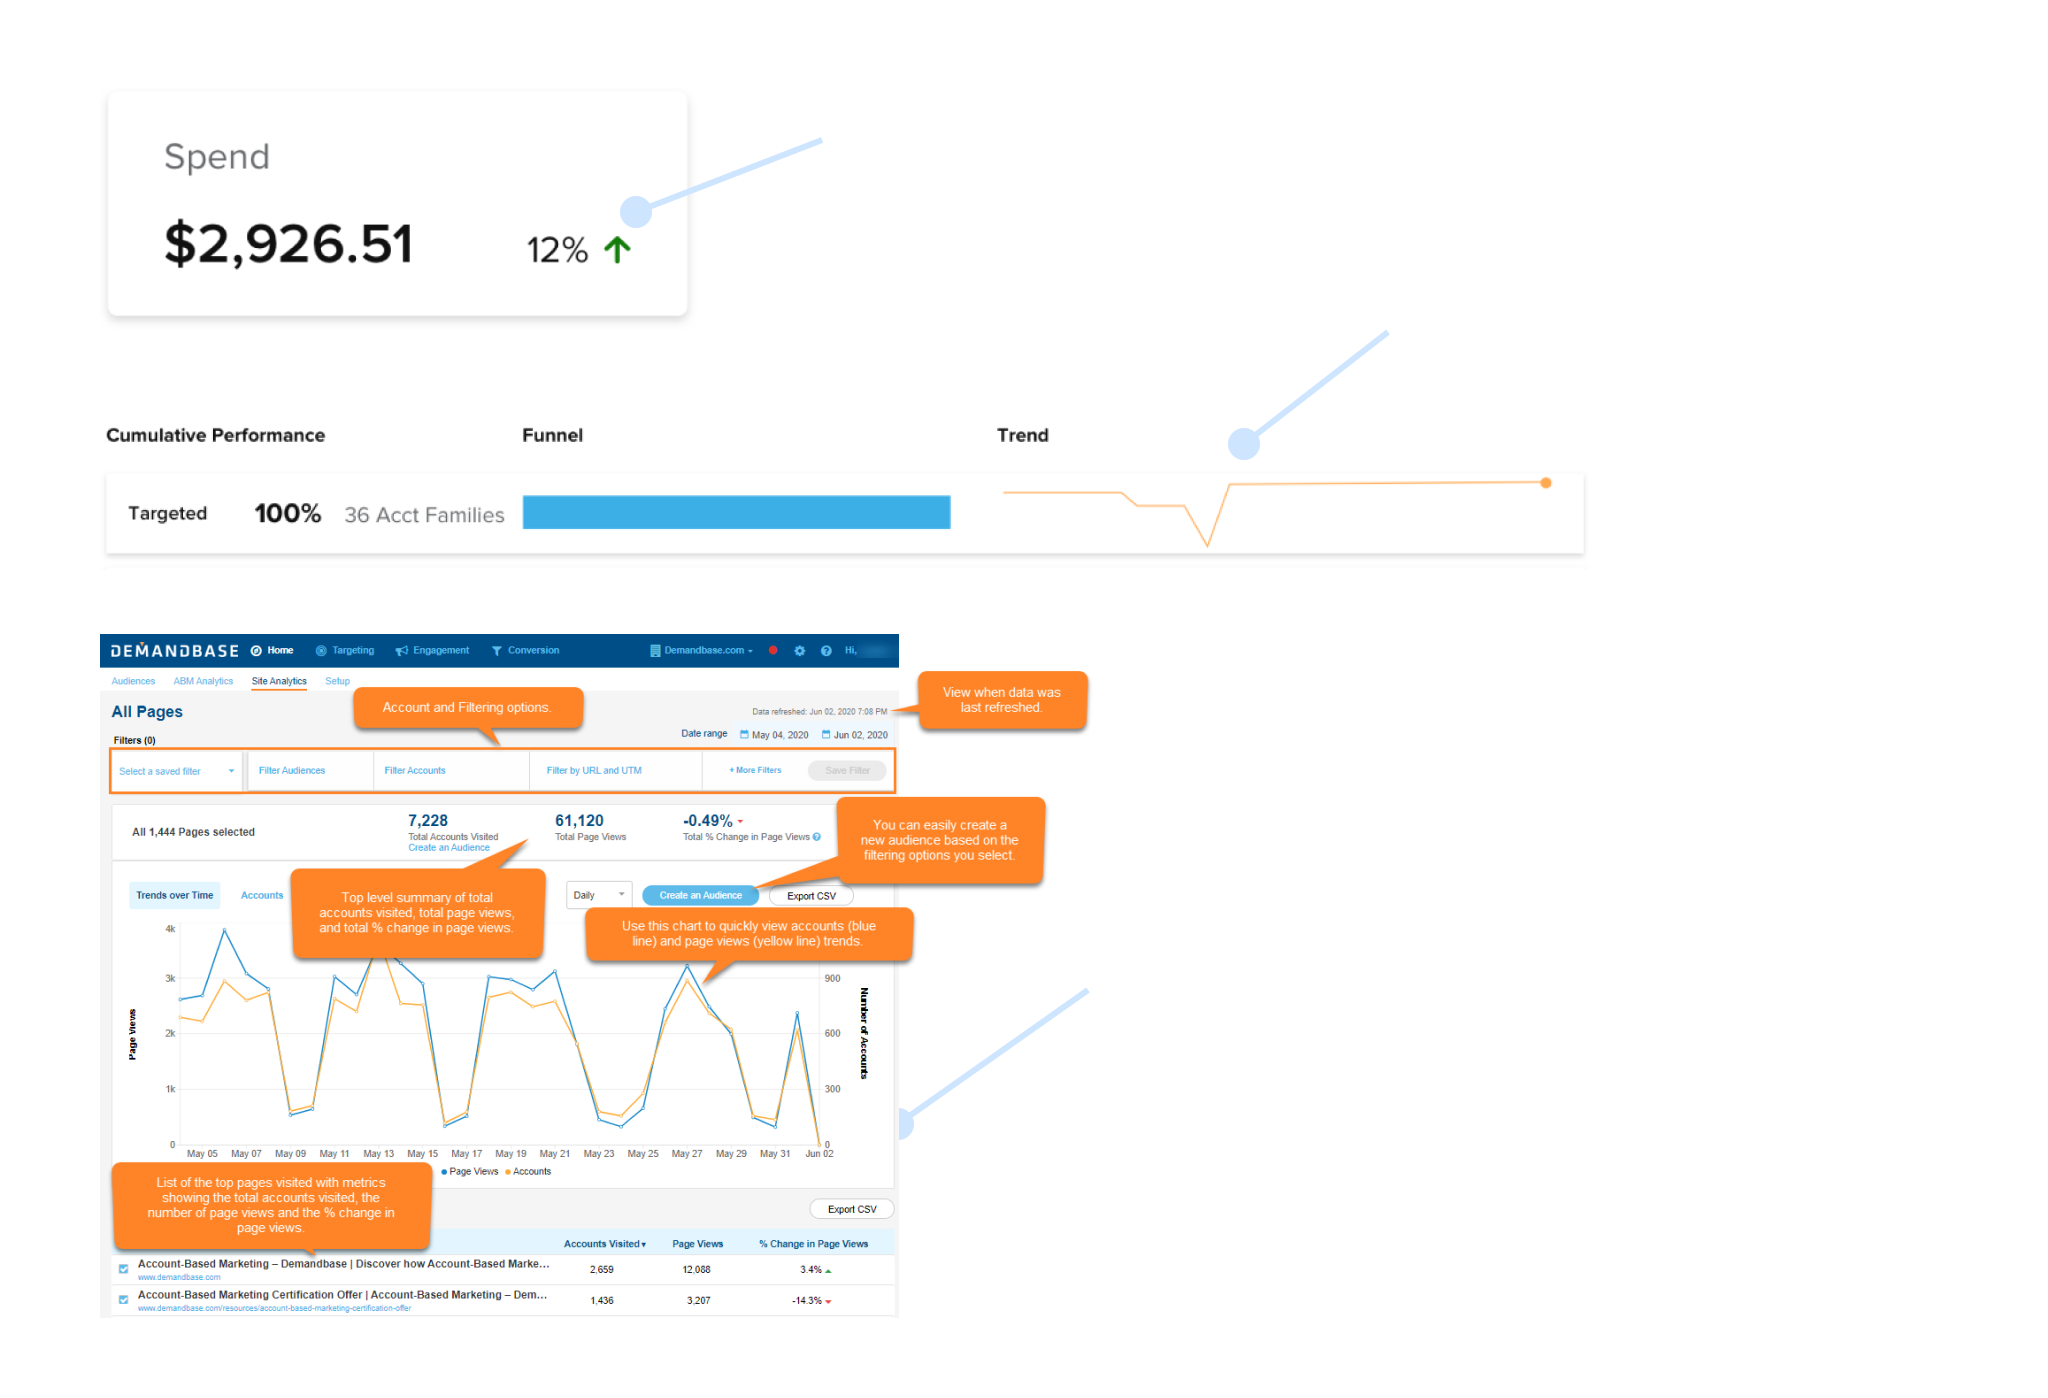 Spend
$2,926.51 12%
Cumulative Performance Funnel Trend
Targeted 100% 36 Acct Families
DEMANDBASE Home Targeting Engagement Conversion Demandbase.com Hi,
Audiences ABM Analytics Site Analytics Setup
View when data was
last refreshed.
Account and Filtering options.
All Pages
Data refreshed: Jun 02, 2020 7:08 PM
Date range May 04, 2020 Jun 02, 2020
Filters (0)
Select a saved filter Filter Audiences Filter Accounts Filter by URL and UTM + More Filters Save Filter
All 1,444 Pages selected
7,228
Total Accounts Visited
Create an Audience
61,120
Total Page Views
-0.49%
Total % Change in Page Views
You can easily create a
new audience based on the
filtering options you select.
Trends over Time Accounts
Top level summary of total
accounts visited, total page views,
and total % change in page views.
Daily Create an Audience Export CSV
Use this chart to quickly view accounts (blue
line) and page views (yellow line) trends.
4k
3k
2k
1k
0
Page Views
900
600
300
0
Number of Accounts
May 05 May 07 May 09 May 11 May 13 May 15 May 17 May 19 May 21 May 23 May 25 May 27 May 29 May 31 Jun 02
Page Views Accounts
List of the top pages visited with metrics
showing the total accounts visited, the
number of page views and the % change in
page views.
Export CSV
Accounts Visited Page Views % Change in Page Views
Account-Based Marketing – Demandbase | Discover how Account-Based Marke... 2,659 12,088 3.4%
www.demandbase.com
Account-Based Marketing Certification Offer | Account-Based Marketing – Dem... 1,436 3,207 -14.3%
www.demandbase.com/resources/account-based-marketing-certification-offer